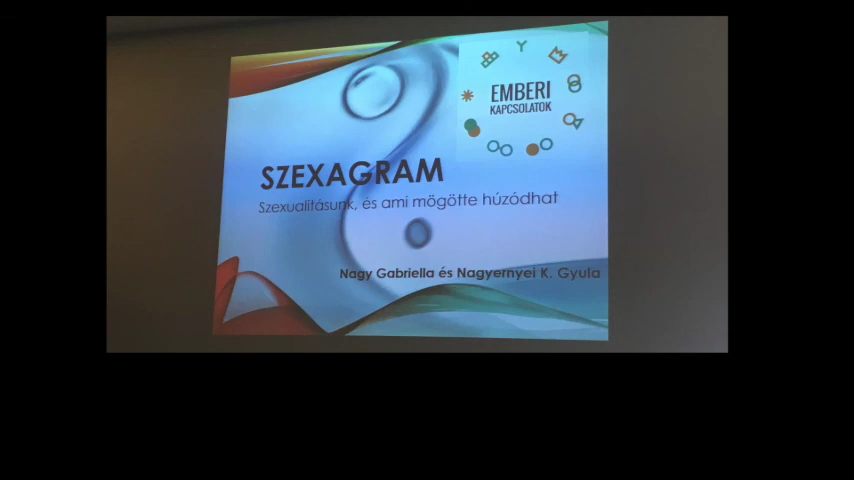 EMBERI
KAPCSOLATOK
SZEXAGRAM
Szexualitásunk, és ami mögötte húzódhat
Nagy Gabriella és Nagyernyei K. Gyula